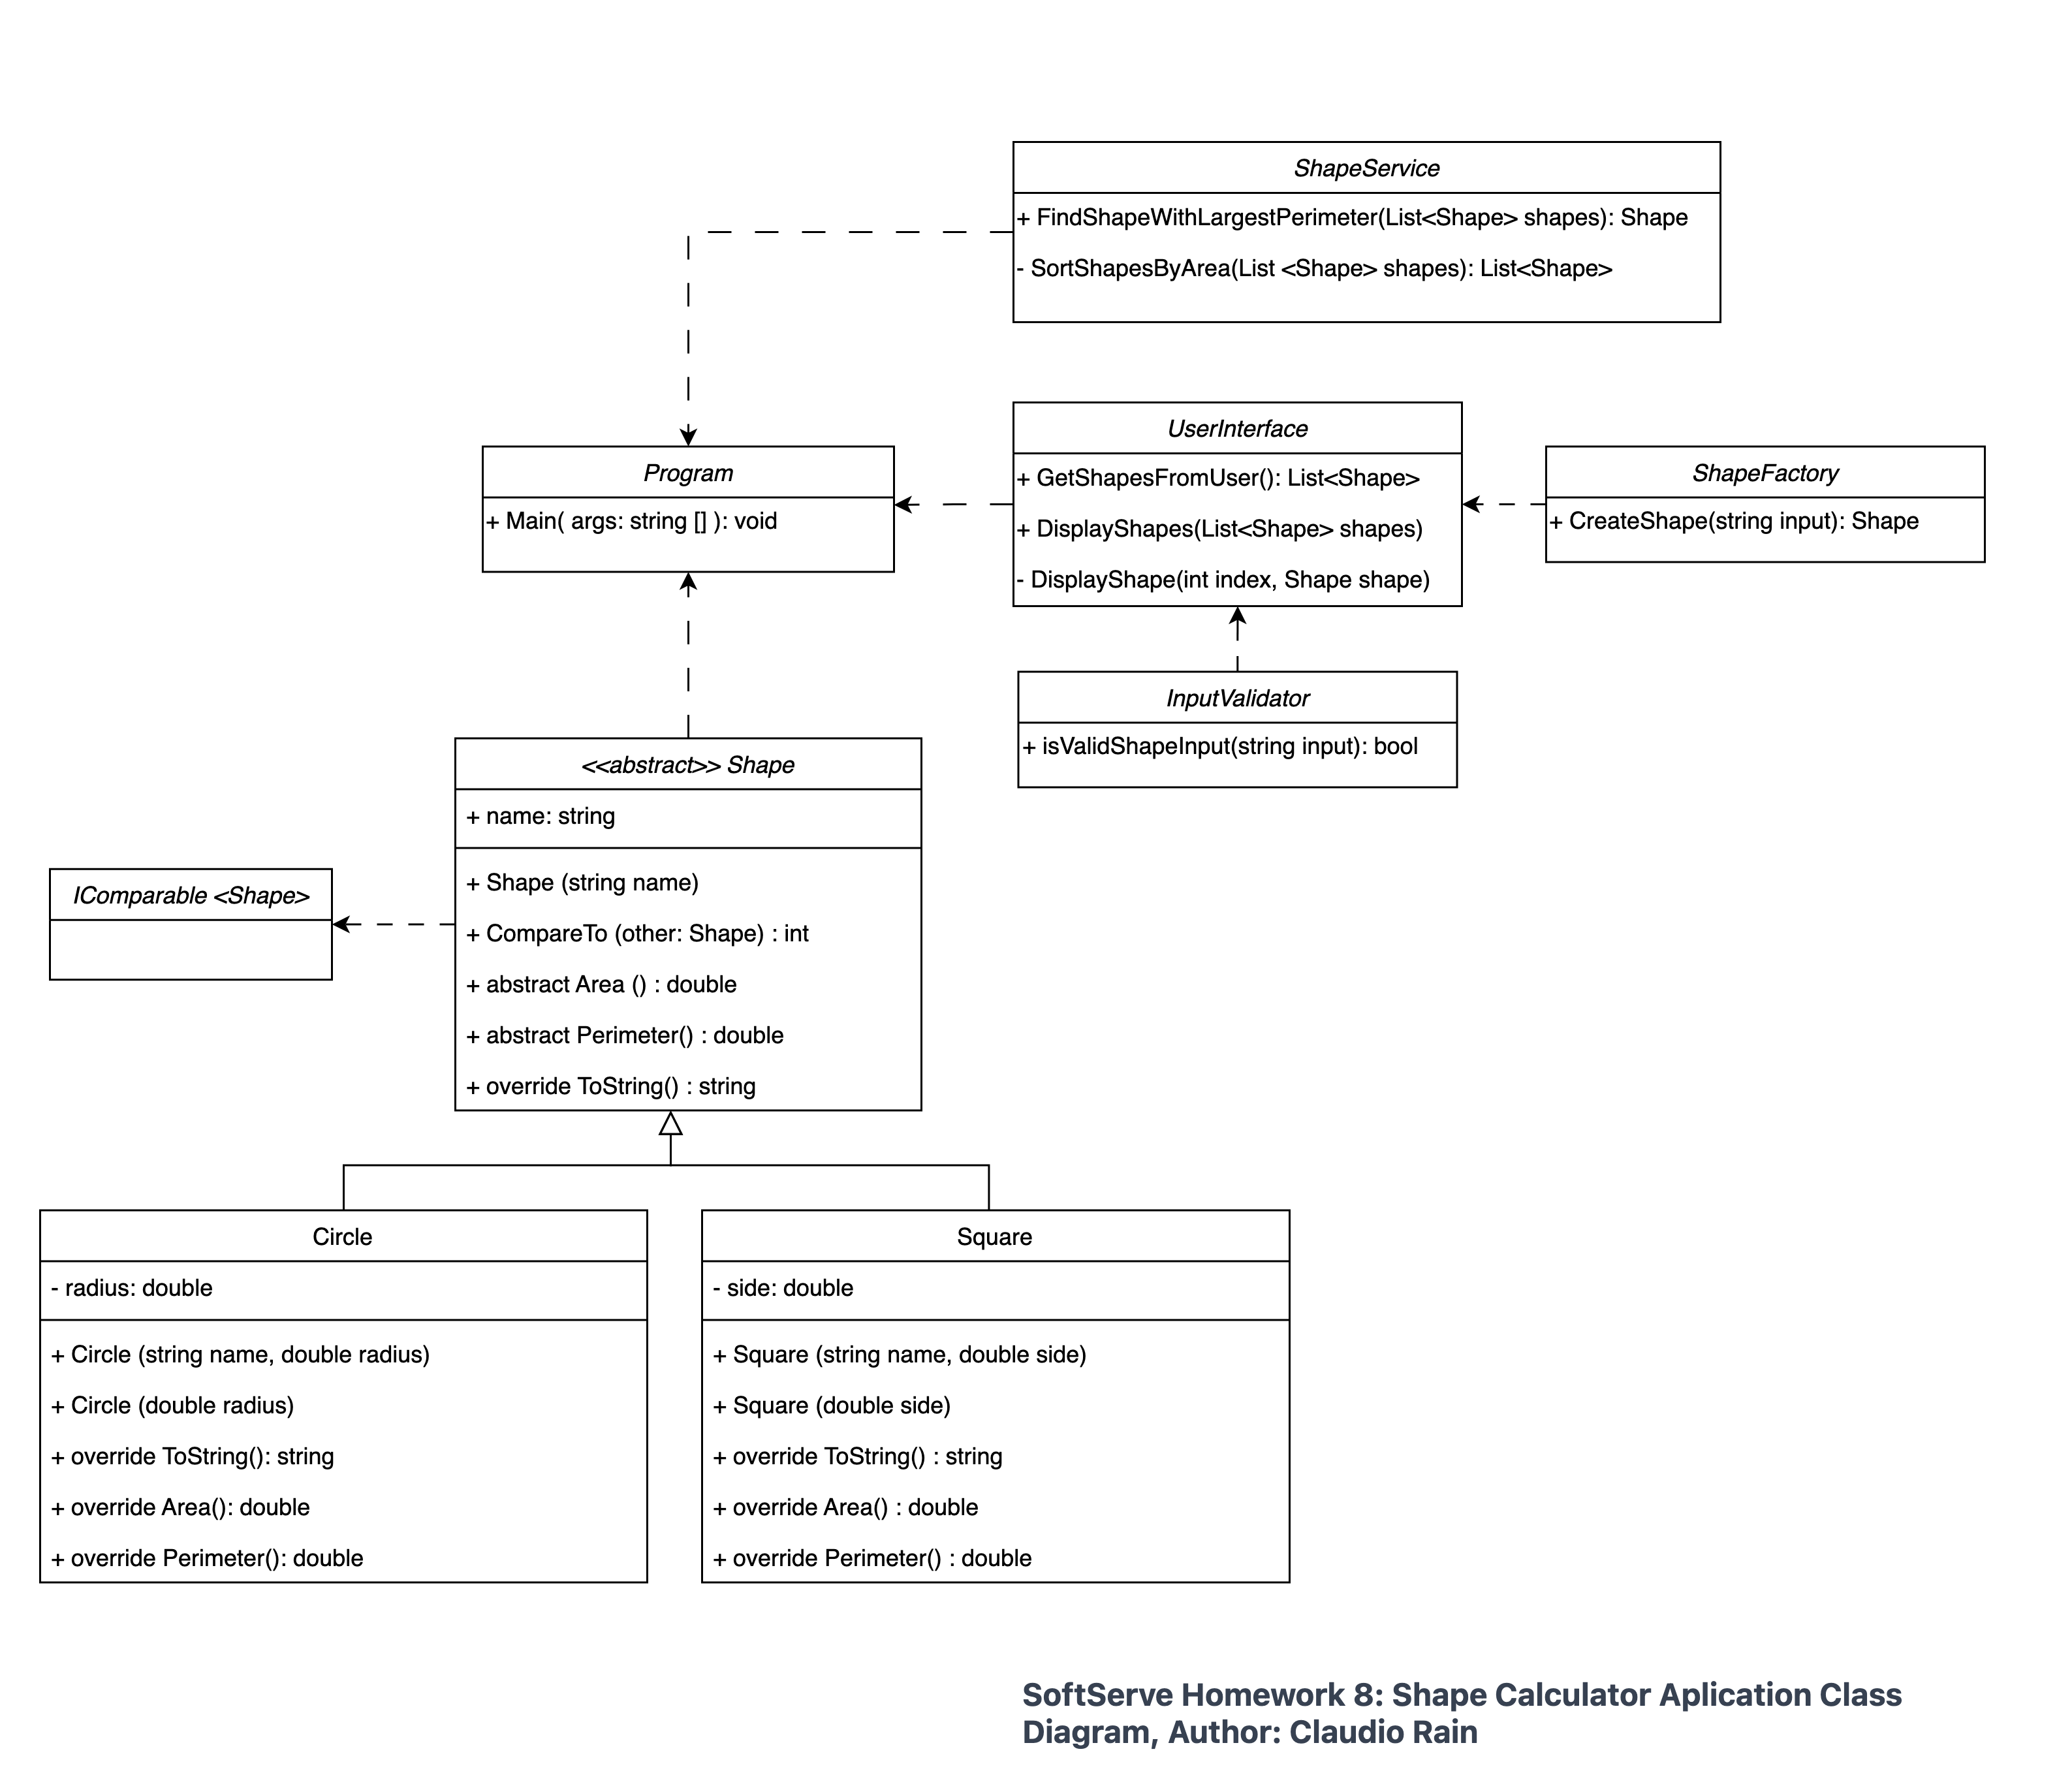 ShapeService
+ FindShapeWithLargestPerimeter(List<Shape> shapes): Shape
- SortShapesByArea(List <Shape> shapes): List<Shape>
Program
+ Main( args: string [] ): void
UserInterface
+ GetShapesFromUser(): List<Shape>
+ DisplayShapes(List<Shape> shapes)
- DisplayShape(int index, Shape shape)
ShapeFactory
+ CreateShape(string input): Shape
InputValidator
+ isValidShapeInput(string input): bool
<<abstract>> Shape
+ name: string
+ Shape (string name)
+ CompareTo (other: Shape) : int
+ abstract Area () : double
+ abstract Perimeter() : double
+ override ToString() : string
IComparable <Shape>
Circle
- radius: double
+ Circle (string name, double radius)
+ Circle (double radius)
+ override ToString(): string
+ override Area(): double
+ override Perimeter(): double
Square
- side: double
+ Square (string name, double side)
+ Square (double side)
+ override ToString() : string
+ override Area() : double
+ override Perimeter() : double
SoftServe Homework 8: Shape Calculator Aplication Class
Diagram, Author: Claudio Rain